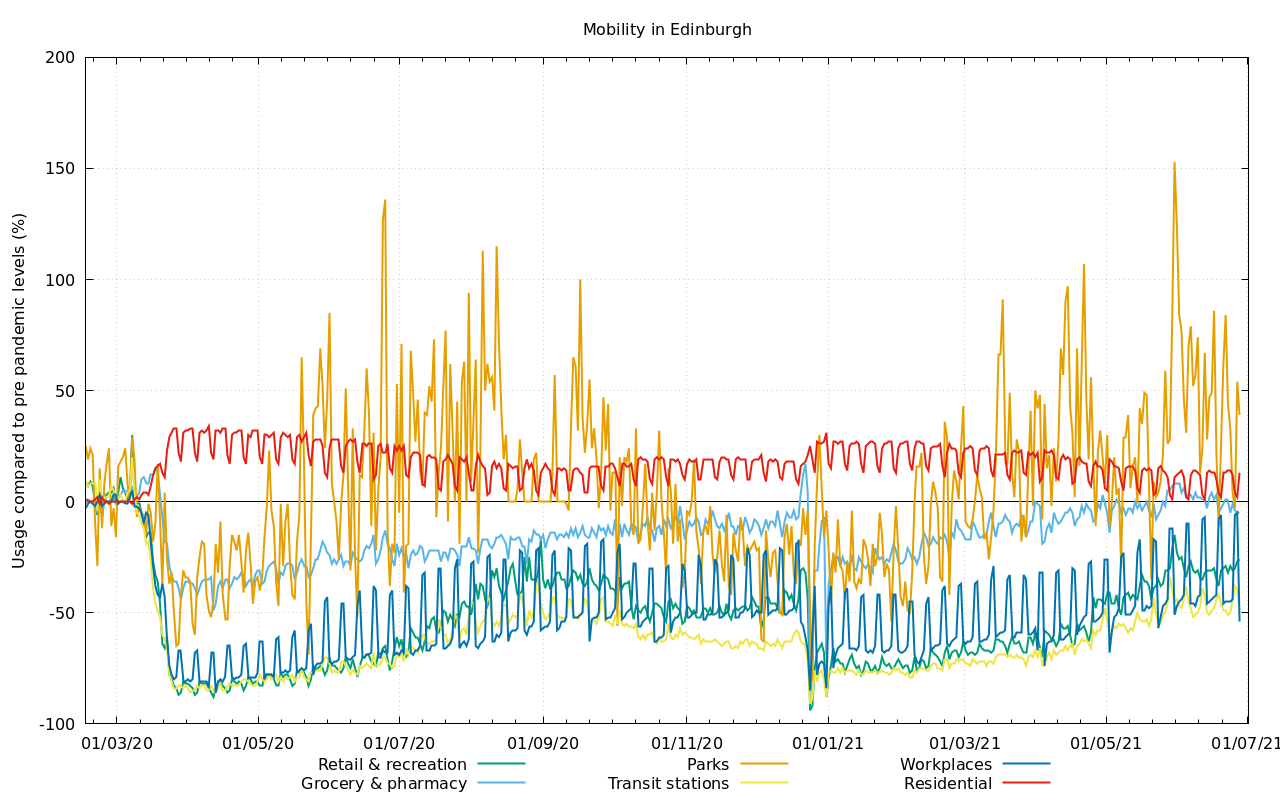 Mobility in Edinburgh
Usage compared to pre pandemic levels (%)
200
150
100
50
0
-50
-100
01/03/20 01/05/20 01/07/20 01/09/20 01/11/20 01/01/21 01/03/21 01/05/21 01/07/21
Retail & recreation Parks Workplaces
Grocery & pharmacy Transit stations Residential